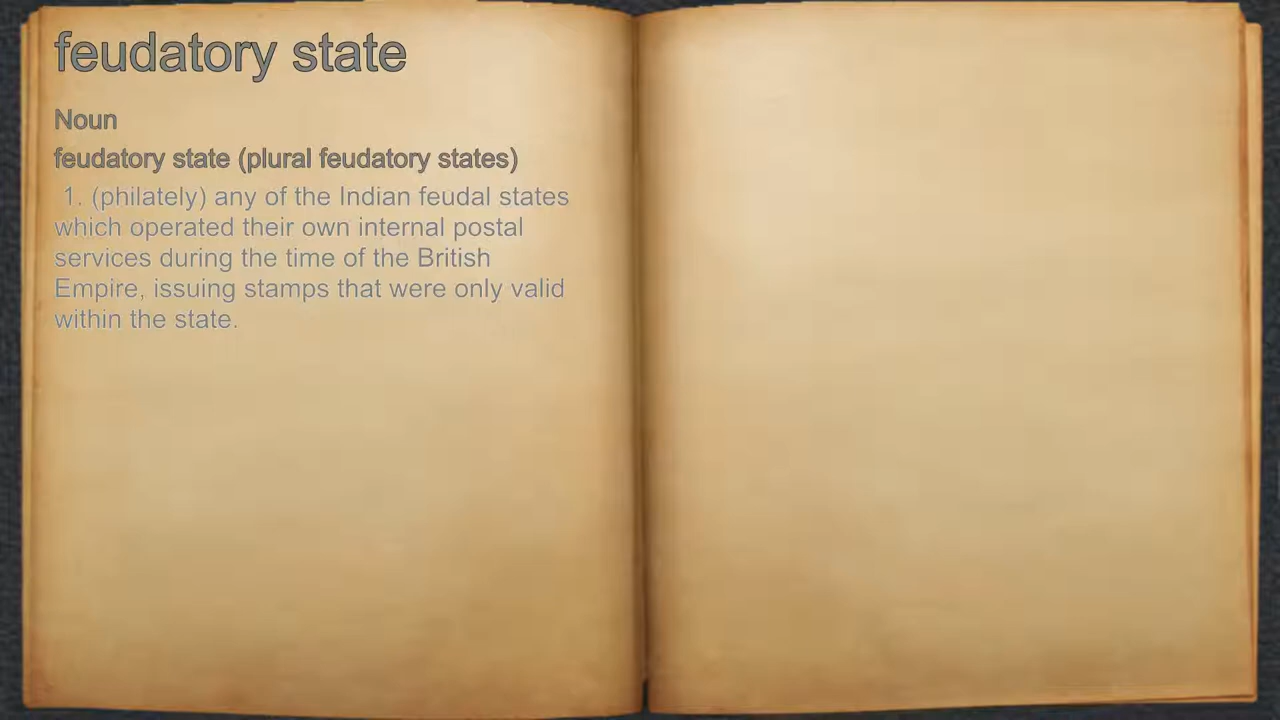 feudatory state
Noun
feudatory state (plural feudatory states)
1. (philately) any of the Indian feudal states
which operated their own internal postal
services during the time of the British
Empire, issuing stamps that were only valid
within the state.